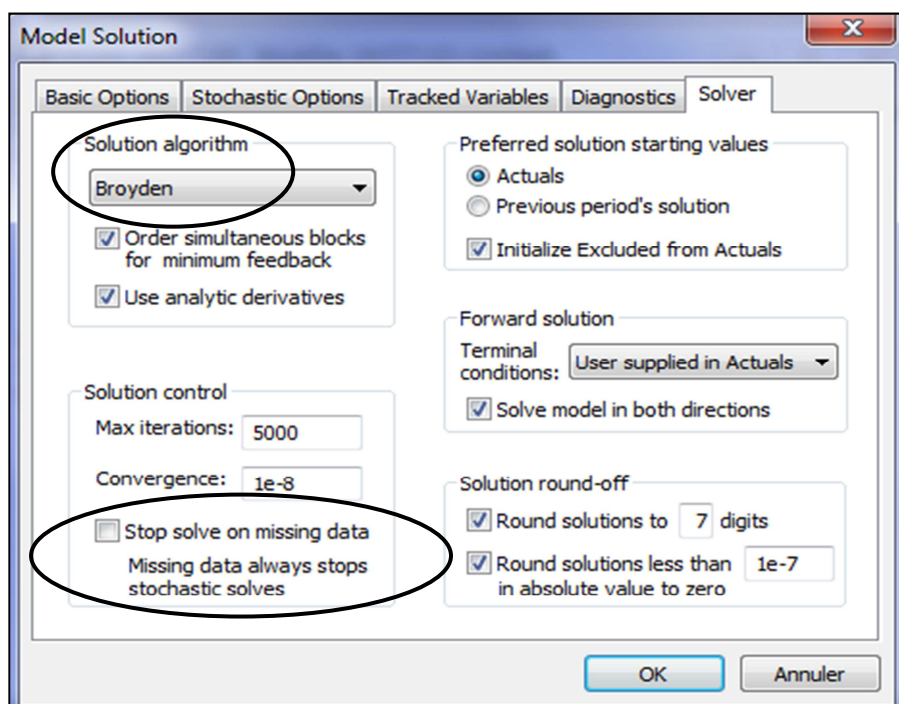 Model Solution
Basic Options Stochastic Options Tracked Variables Diagnostics Solver
Solution algorithm
Broyden
Order simultaneous blocks
for minimum feedback
Use analytic derivatives
Solution control
Max iterations: 5000
Convergence: 1e-8
Stop solve on missing data
Missing data always stops
stochastic solves
Preferred solution starting values
Actuals
Previous period's solution
Initialize Excluded from Actuals
Forward solution
Terminal
conditions: User supplied in Actuals
Solve model in both directions
Solution round-off
Round solutions to 7 digits
Round solutions less than 1e-7
in absolute value to zero
OK Annuler